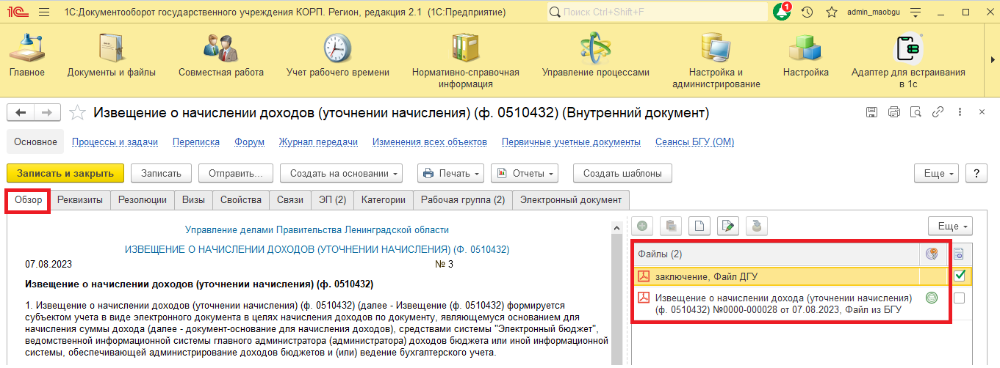 1С:Документооборот государственного учреждения КОРП. Регион, редакция 2.1 (1С:Предприятие)
Поиск Ctrl+Shift+F
1
admin_maobgu
Главное
Документы и файлы
Совместная работа
Учет рабочего времени
Нормативно-справочная
информация
Управление процессами
Настройка и
администрирование
Настройка
Адаптер для встраивания
в 1с
Извещение о начислении доходов (уточнении начисления) (ф. 0510432) (Внутренний документ)
Основное
Процессы и задачи
Переписка
Форум
Журнал передачи
Изменения всех объектов
Первичные учетные документы
Сеансы БГУ (ОМ)
Записать и закрыть
Записать
Отправить...
Создать на основании
Печать
Отчеты
Создать шаблоны
Еще
?
Обзор
Реквизиты
Резолюции
Визы
Свойства
Связи
ЭП (2)
Категории
Рабочая группа (2)
Электронный документ
Управление делами Правительства Ленинградской области
ИЗВЕЩЕНИЕ О НАЧИСЛЕНИИ ДОХОДОВ (УТОЧНЕНИИ НАЧИСЛЕНИЯ) (Ф. 0510432)
07.08.2023
№ 3
Извещение о начислении доходов (уточнении начисления) (ф. 0510432)
1. Извещение о начислении доходов (уточнении начисления) (ф. 0510432) (далее - Извещение (ф. 0510432) формируется
субъектом учета в виде электронного документа в целях начисления доходов по документу, являющемуся основанием для
начисления суммы дохода (далее - документ-основание для начисления доходов), средствами системы "Электронный бюджет",
ведомственной информационной системы главного администратора (администратора) доходов бюджета или иной информационной
системы, обеспечивающей администрирование доходов бюджетов и (или) ведение бухгалтерского учета.
Еще
Файлы (2)
заключение, Файл ДГУ
Извещение о начислении дохода (уточнении начисления)
(ф. 0510432) №0000-000028 от 07.08.2023, Файл из БГУ